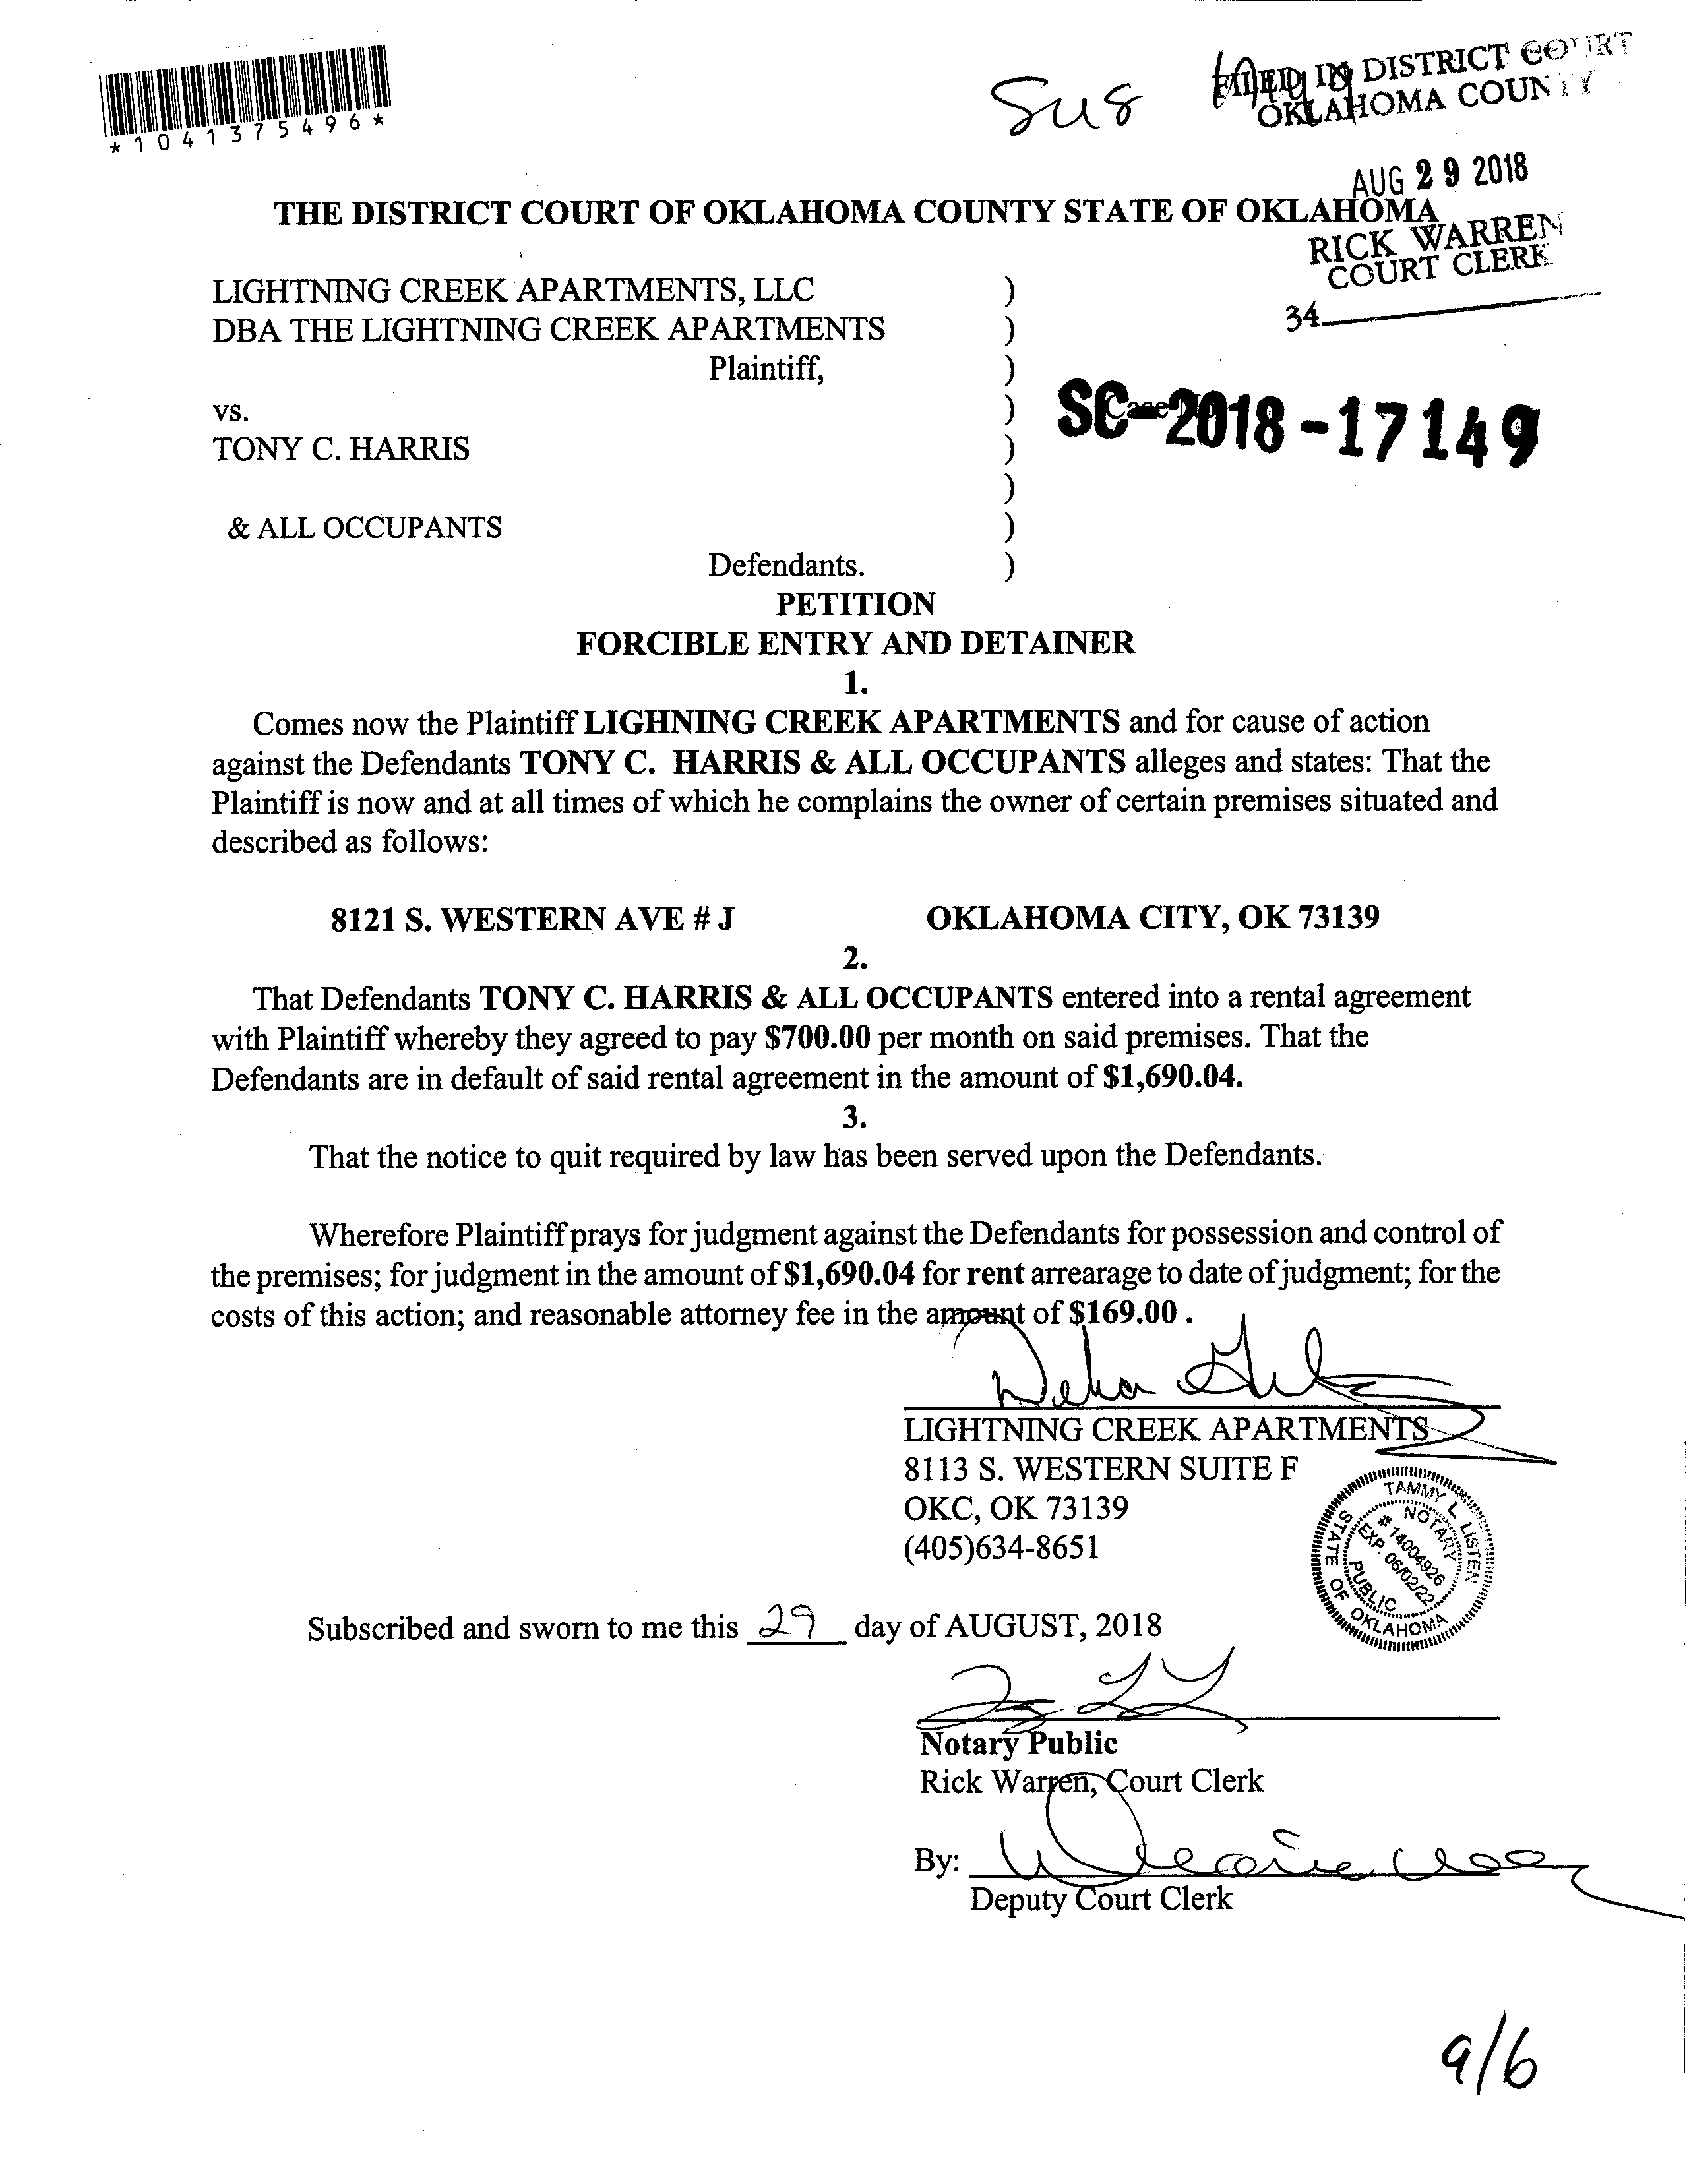 *1041375496*
Sus
FILED IN DISTRICT COURT
OKLAHOMA COUNTY
AUG 29 2018
THE DISTRICT COURT OF OKLAHOMA COUNTY STATE OF OKLAHOMA
RICK WARREN
COURT CLERK
34
LIGHTNING CREEK APARTMENTS, LLC )
DBA THE LIGHTNING CREEK APARTMENTS )
Plaintiff, )
vs. ) SC-2018-17149
TONY C. HARRIS )
)
& ALL OCCUPANTS )
Defendants. )
PETITION
FORCIBLE ENTRY AND DETAINER
1.
Comes now the Plaintiff LIGHNING CREEK APARTMENTS and for cause of action
against the Defendants TONY C. HARRIS & ALL OCCUPANTS alleges and states: That the
Plaintiff is now and at all times of which he complains the owner of certain premises situated and
described as follows:
8121 S. WESTERN AVE # J OKLAHOMA CITY, OK 73139
2.
That Defendants TONY C. HARRIS & ALL OCCUPANTS entered into a rental agreement
with Plaintiff whereby they agreed to pay $700.00 per month on said premises. That the
Defendants are in default of said rental agreement in the amount of $1,690.04.
3.
That the notice to quit required by law has been served upon the Defendants.
Wherefore Plaintiff prays for judgment against the Defendants for possession and control of
the premises; for judgment in the amount of $1,690.04 for rent arrearage to date of judgment; for the
costs of this action; and reasonable attorney fee in the amount of $169.00 .
LIGHTNING CREEK APARTMENTS
8113 S. WESTERN SUITE F
OKC, OK 73139
(405)634-8651
TAMMY L LISTEN
NOTARY
# 14004926
EXP. 06/02/22
PUBLIC
STATE OF OKLAHOMA
Subscribed and sworn to me this 29 day of AUGUST, 2018
Notary Public
Rick Warren, Court Clerk
By:
Deputy Court Clerk
9/6